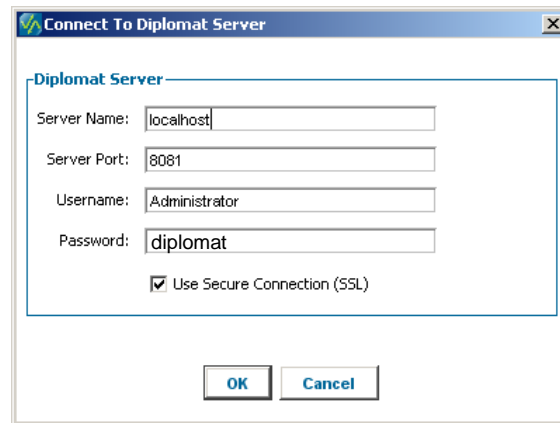 Connect To Diplomat Server
Diplomat Server
Server Name: localhost
Server Port: 8081
Username: Administrator
Password: diplomat
Use Secure Connection (SSL)
OK Cancel